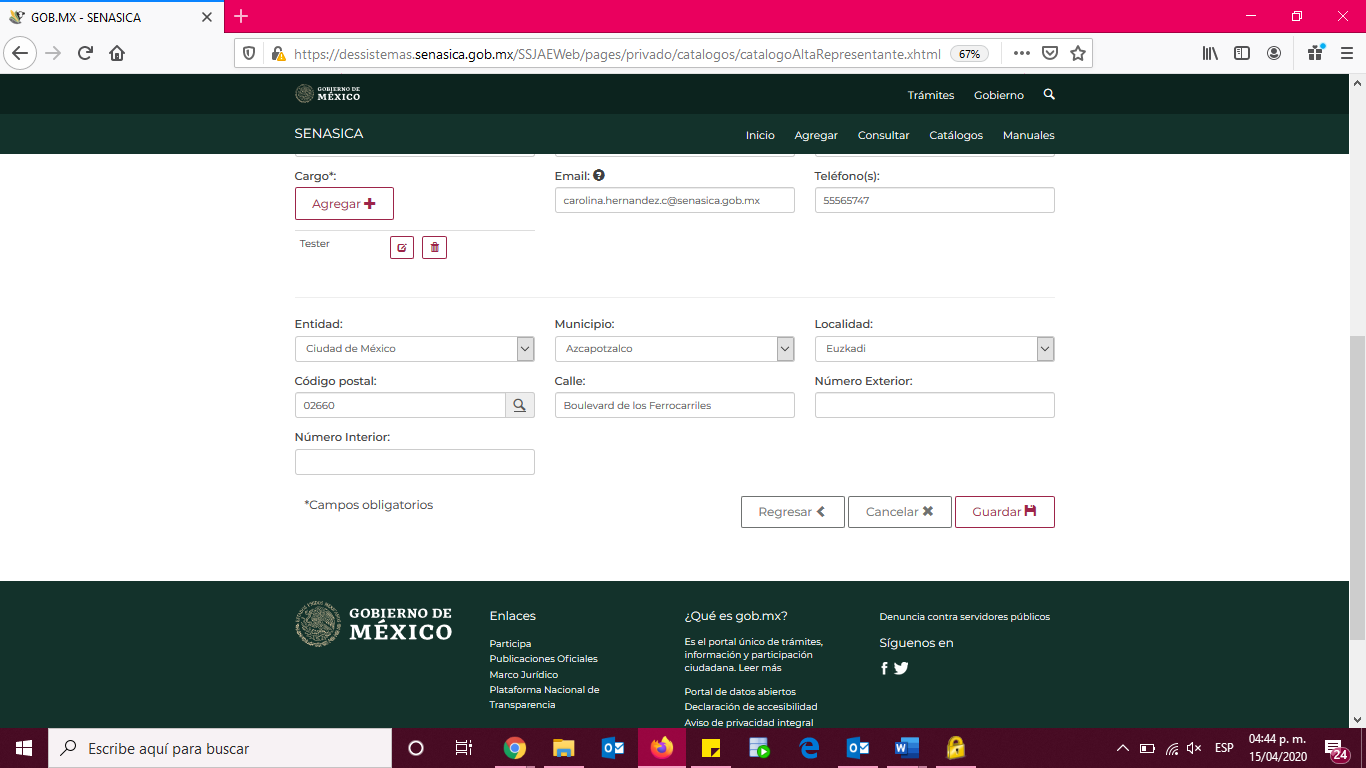 GOB.MX - SENASICA
https://dessistemas.senasica.gob.mx/SSJAEWeb/pages/privado/catalogos/catalogoAltaRepresentante.xhtml 67%
GOBIERNO DE MÉXICO
Trámites Gobierno
SENASICA
Inicio Agregar Consultar Catálogos Manuales
Cargo*: Email: Teléfono(s):
Agregar carolina.hernandez.c@senasica.gob.mx 55565747
Tester
Entidad: Municipio: Localidad:
Ciudad de México Azcapotzalco Euzkadi
Código postal: Calle: Número Exterior:
02660 Boulevard de los Ferrocarriles
Número Interior:
*Campos obligatorios
Regresar Cancelar Guardar
GOBIERNO DE
MÉXICO
Enlaces
Participa
Publicaciones Oficiales
Marco Jurídico
Plataforma Nacional de
Transparencia
¿Qué es gob.mx?
Es el portal único de trámites,
información y participación
ciudadana. Leer más
Portal de datos abiertos
Declaración de accesibilidad
Aviso de privacidad integral
Denuncia contra servidores públicos
Síguenos en
Escribe aquí para buscar
ESP
04:44 p. m.
15/04/2020
24